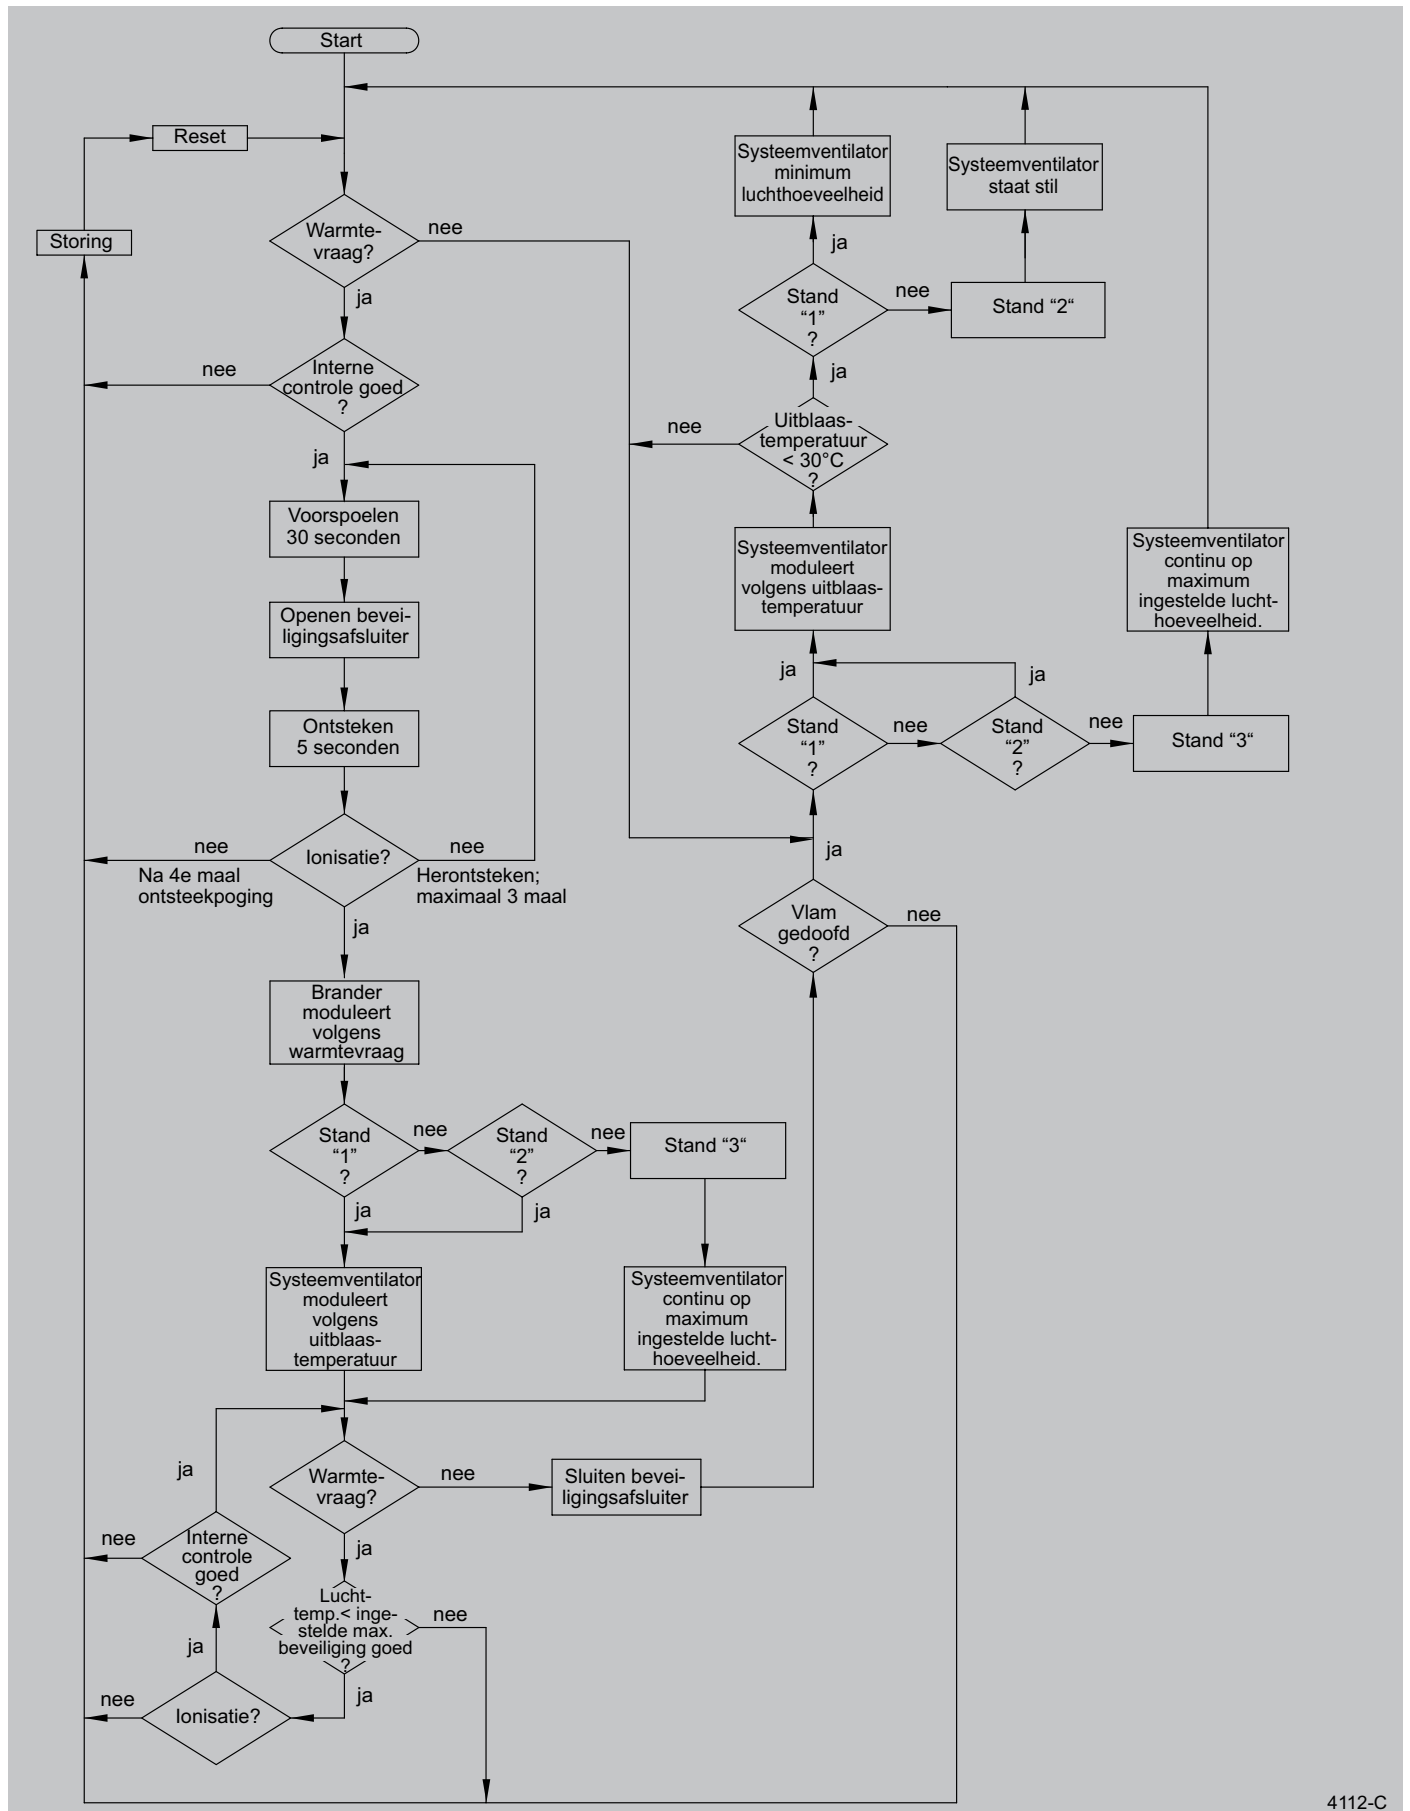 Start
Reset
Storing
Warmte-
vraag?
nee
ja
Interne
controle goed
?
nee
ja
Voorspoelen
30 seconden
Openen bevei-
ligingsafsluiter
Ontsteken
5 seconden
Ionisatie?
nee
Na 4e maal
ontsteekpoging
nee
Herontsteken;
maximaal 3 maal
ja
Brander
moduleert
volgens
warmtevraag
Stand
“1”
?
nee
ja
Stand
“2”
?
nee
ja
Stand “3“
Systeemventilator
moduleert
volgens
uitblaas-
temperatuur
Systeemventilator
continu op
maximum
ingestelde lucht-
hoeveelheid.
Warmte-
vraag?
nee
ja
Sluiten bevei-
ligingsafsluiter
Lucht-
temp.< inge-
stelde max.
beveiliging goed
?
nee
ja
Ionisatie?
nee
ja
Interne
controle
goed
?
nee
ja
Systeemventilator
minimum
luchthoeveelheid
Systeemventilator
staat stil
ja
Stand
“1”
?
nee
Stand “2“
ja
Uitblaas-
temperatuur
< 30°C
?
nee
Systeemventilator
moduleert
volgens uitblaas-
temperatuur
Systeemventilator
continu op
maximum
ingestelde lucht-
hoeveelheid.
ja
ja
Stand
“1”
?
nee
Stand
“2”
?
nee
Stand “3“
ja
Vlam
gedoofd
?
nee
4112-C